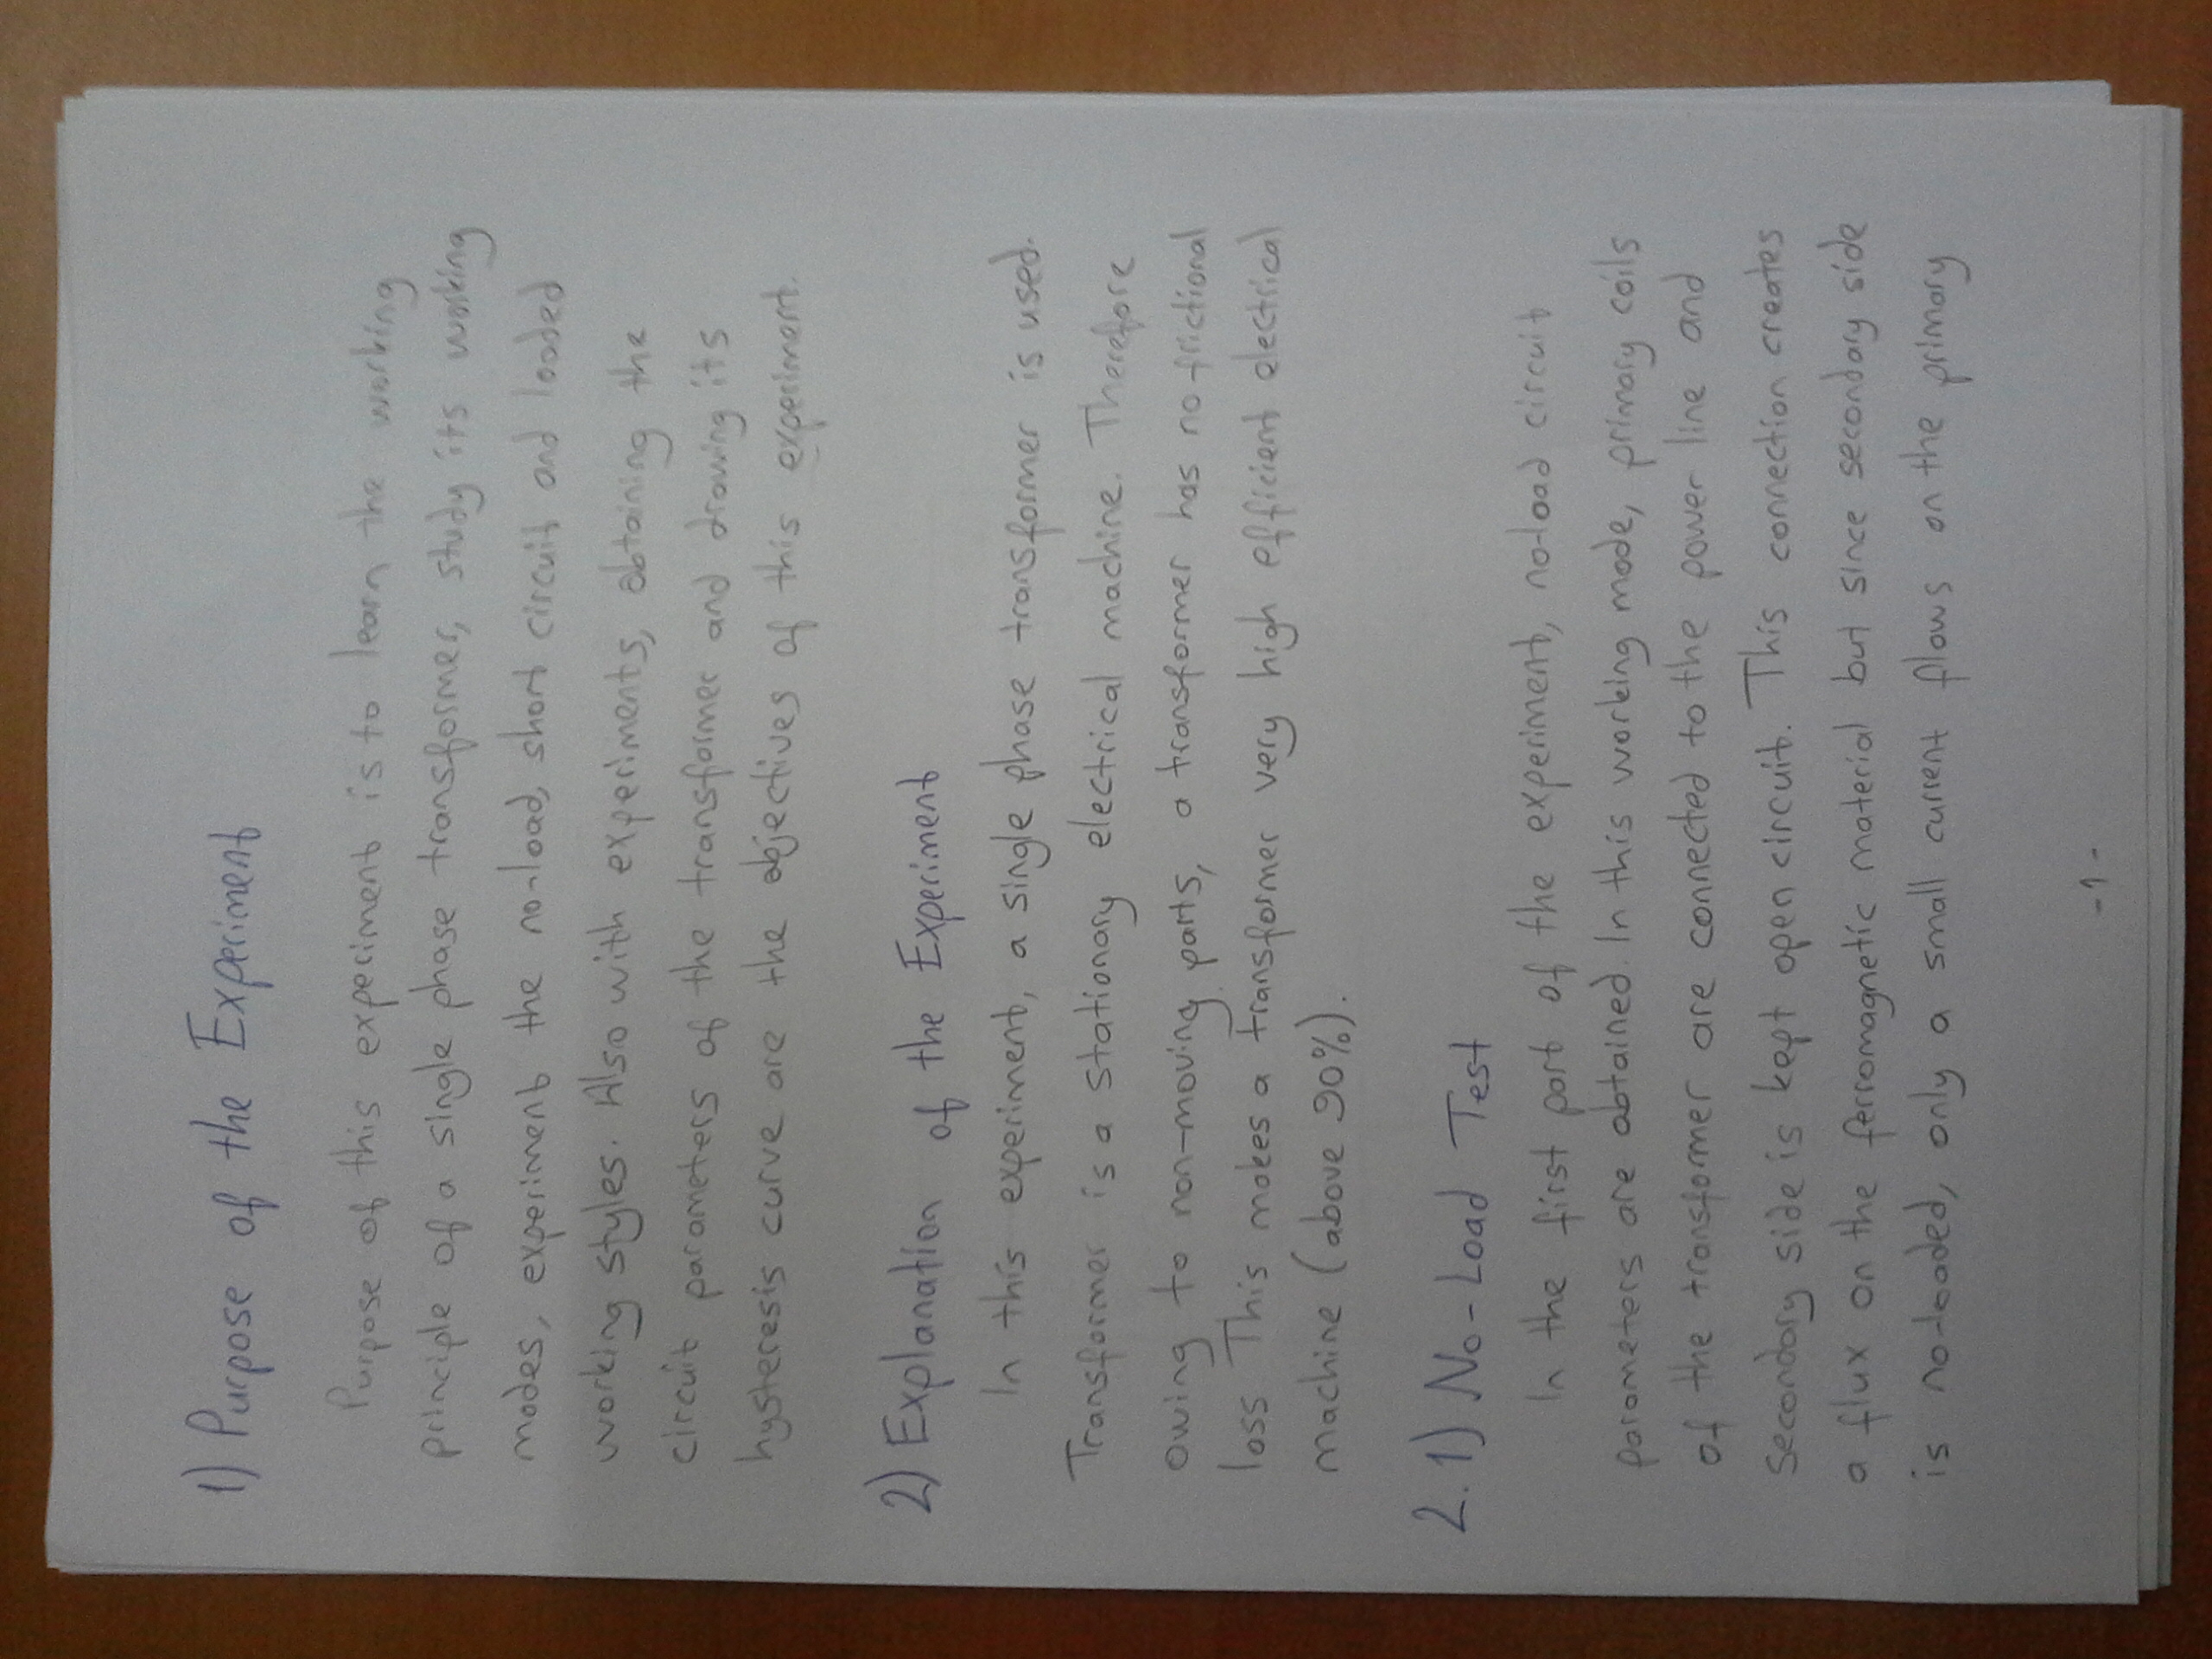 1) Purpose of the Experiment
Purpose of this experiment is to learn the working
principle of a single phase transformer, study its working
modes, experiment the no-load, short circuit and loaded
working styles. Also with experiments, obtaining the
circuit parameters of the transformer and drawing its
hysteresis curve are the objectives of this experiment.
2) Explanation of the Experiment
In this experiment, a single phase transformer is used.
Transformer is a stationary electrical machine. Therefore
owing to non-moving parts, a transformer has no frictional
loss. This makes a transformer very high efficient electrical
machine (above 90%).
2.1) No-Load Test
In the first part of the experiment, no-load circuit
parameters are obtained. In this working mode, primary coils
of the transformer are connected to the power line and
secondary side is kept open circuit. This connection creates
a flux on the ferromagnetic material but since secondary side
is no-loaded, only a small current flows on the primary
-1-